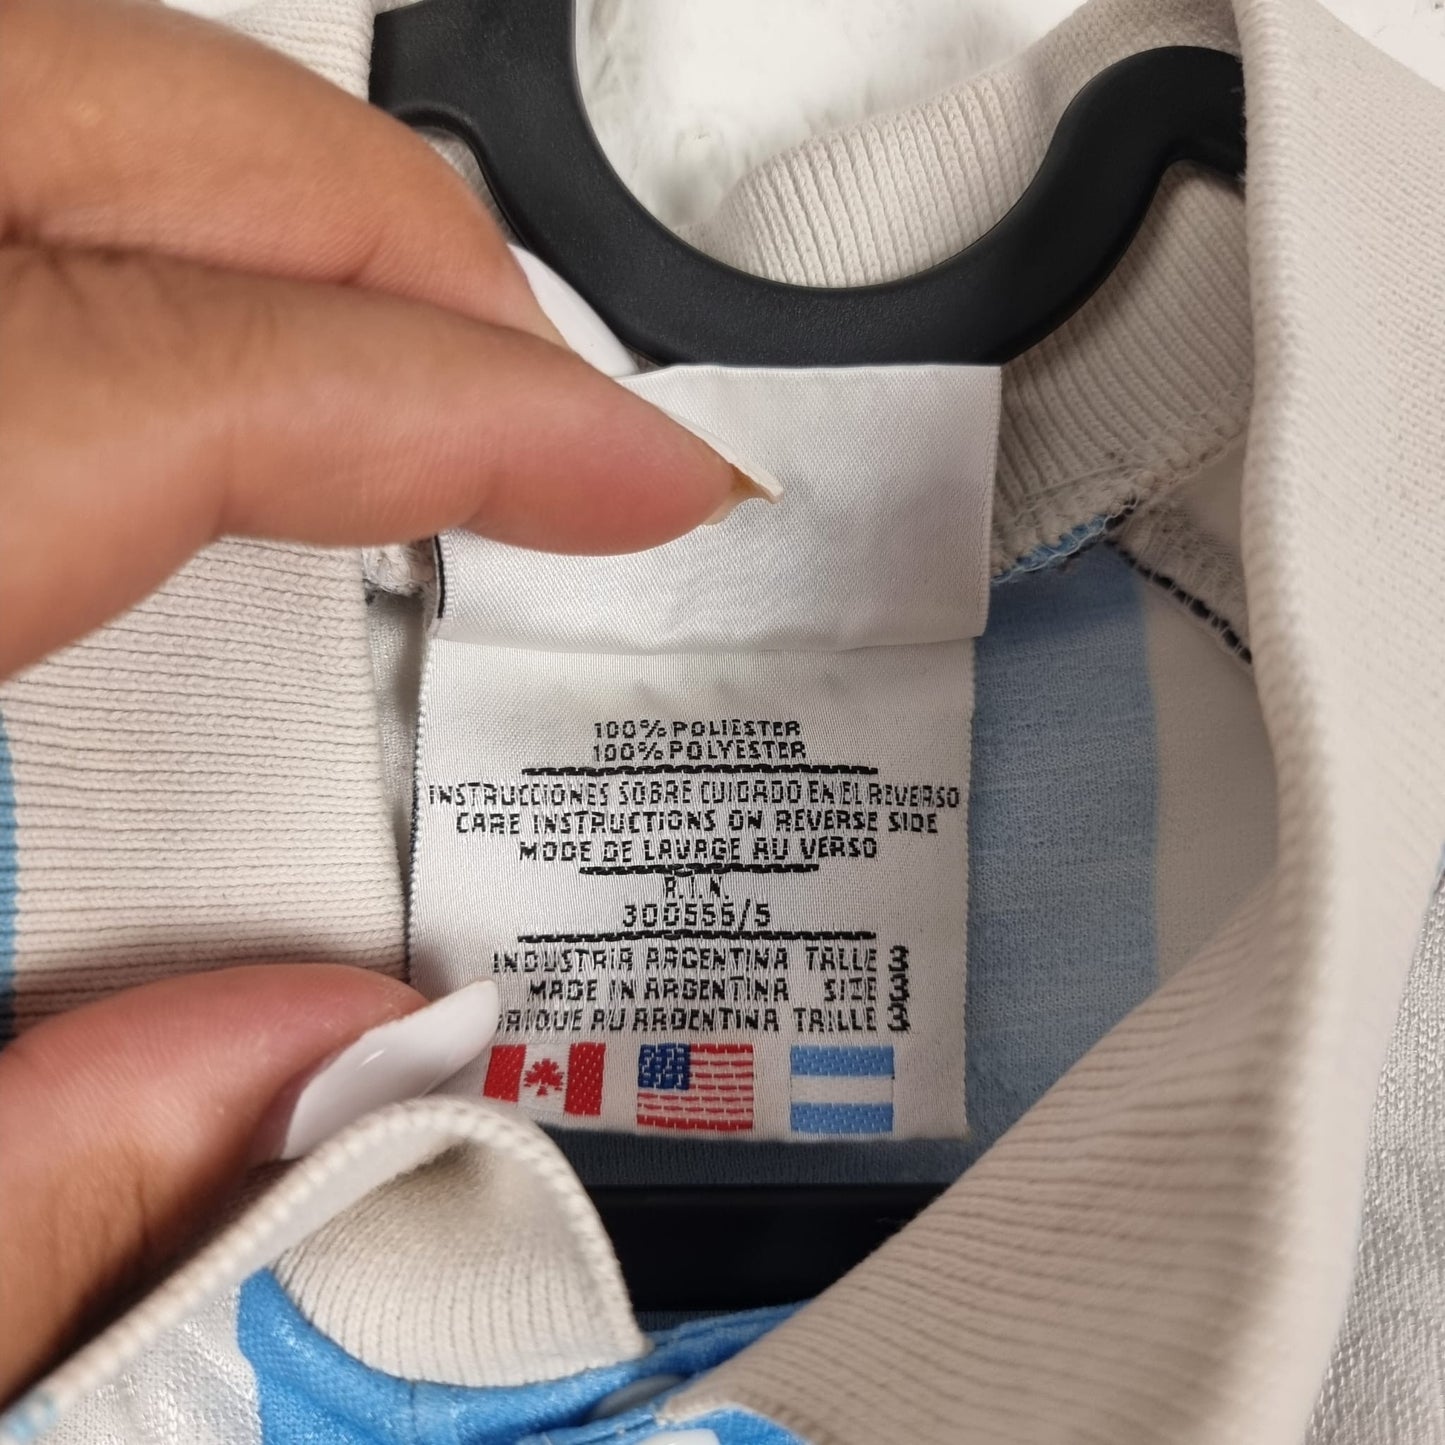 100% POLIESTER
100% POLYESTER
INSTRUCCIONES SOBRE CUIDADO EN EL REVERSO
CARE INSTRUCTIONS ON REVERSE SIDE
MODE DE LAVAGE AU VERSO
R.I.N.
300556/5
INDUSTRIA ARGENTINA TALLE 3
MADE IN ARGENTINA SIZE 3
AU ARGENTINA TAILLE 3